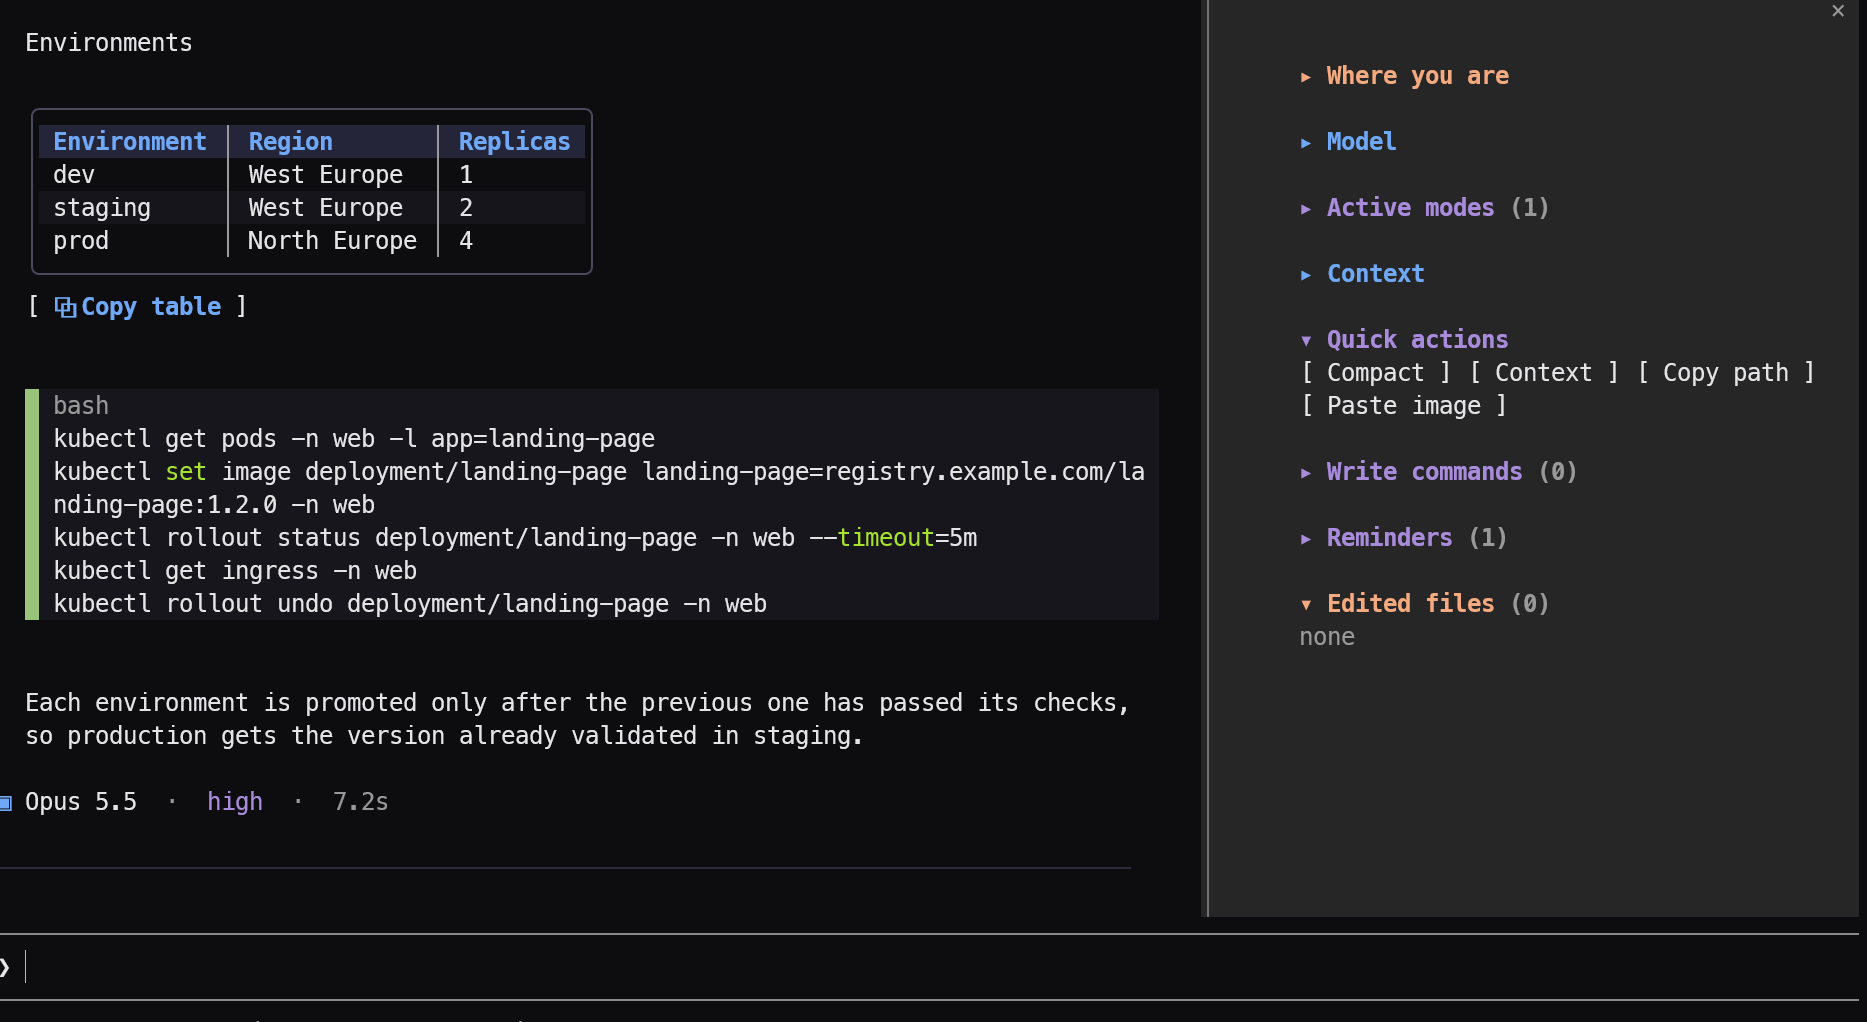 Environments
Environment Region Replicas
dev West Europe 1
staging West Europe 2
prod North Europe 4
[ Copy table ]
bash
kubectl get pods -n web -l app=landing-page
kubectl set image deployment/landing-page landing-page=registry.example.com/la
nding-page:1.2.0 -n web
kubectl rollout status deployment/landing-page -n web --timeout=5m
kubectl get ingress -n web
kubectl rollout undo deployment/landing-page -n web
Each environment is promoted only after the previous one has passed its checks,
so production gets the version already validated in staging.
▣ Opus 5.5 · high · 7.2s
❯
×
▸ Where you are
▸ Model
▸ Active modes (1)
▸ Context
▾ Quick actions
[ Compact ] [ Context ] [ Copy path ]
[ Paste image ]
▸ Write commands (0)
▸ Reminders (1)
▾ Edited files (0)
none